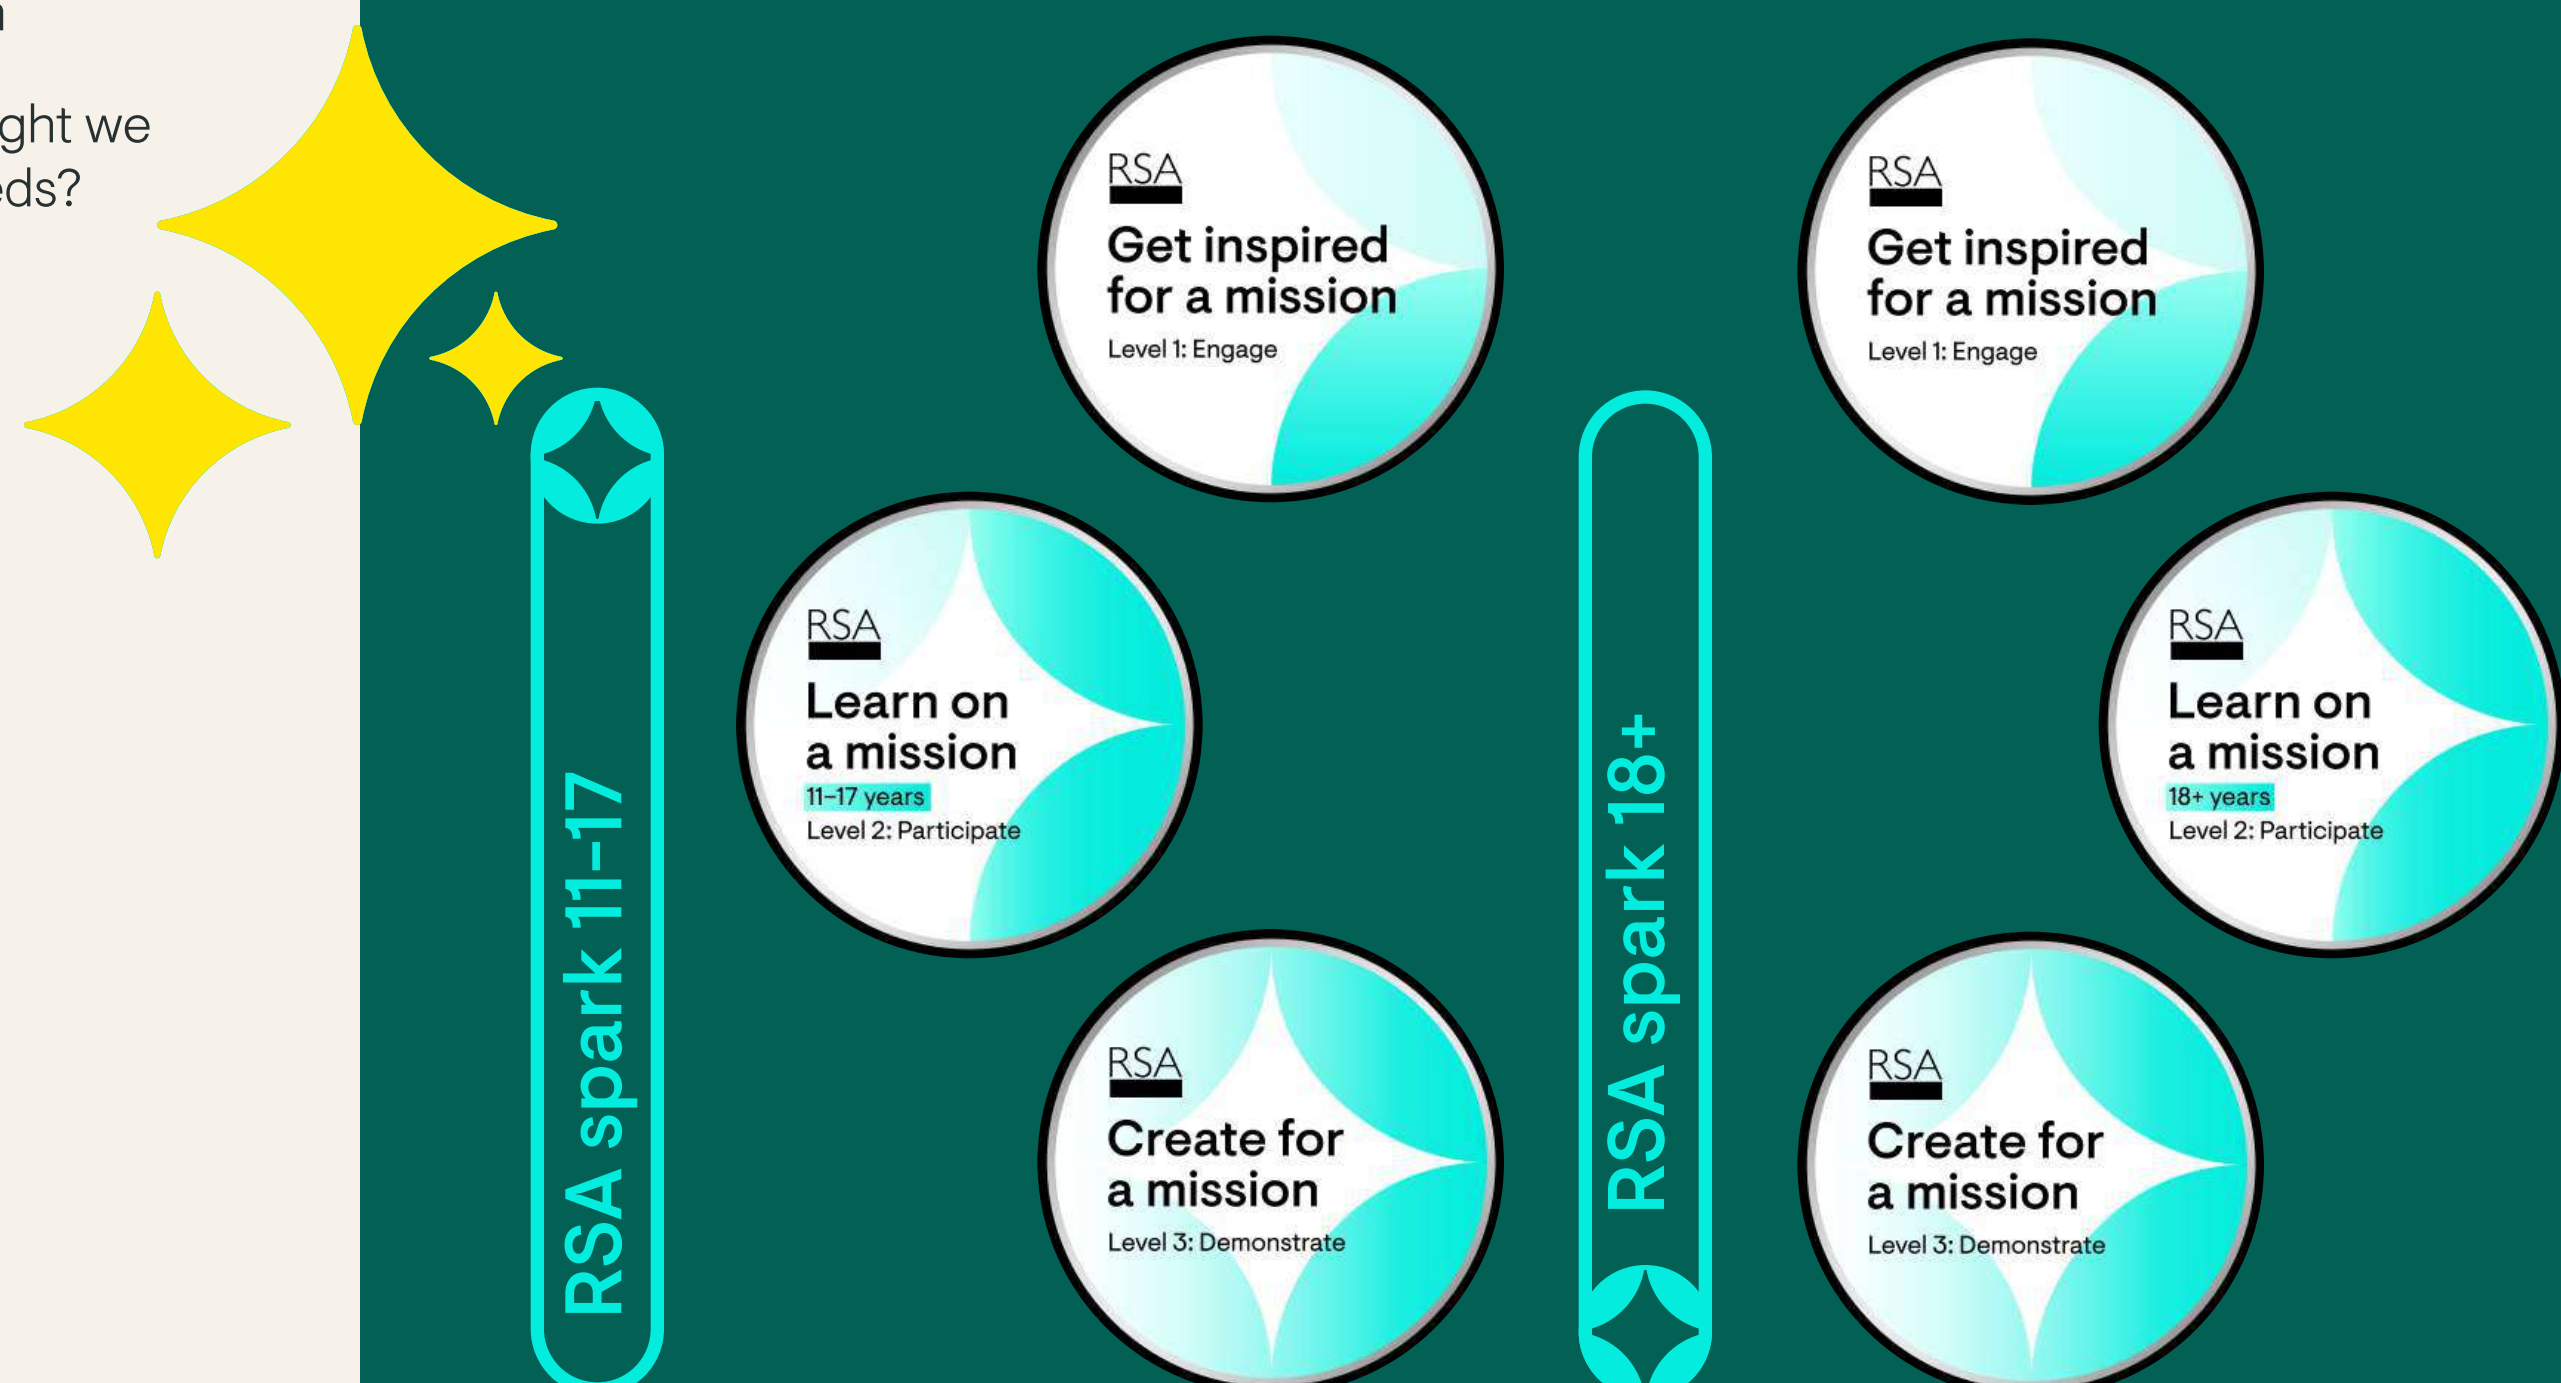 ght we
eds?
RSA spark 11–17
RSA
Get inspired
for a mission
Level 1: Engage
RSA
Learn on
a mission
11–17 years
Level 2: Participate
RSA
Create for
a mission
Level 3: Demonstrate
RSA spark 18+
RSA
Get inspired
for a mission
Level 1: Engage
RSA
Learn on
a mission
18+ years
Level 2: Participate
RSA
Create for
a mission
Level 3: Demonstrate